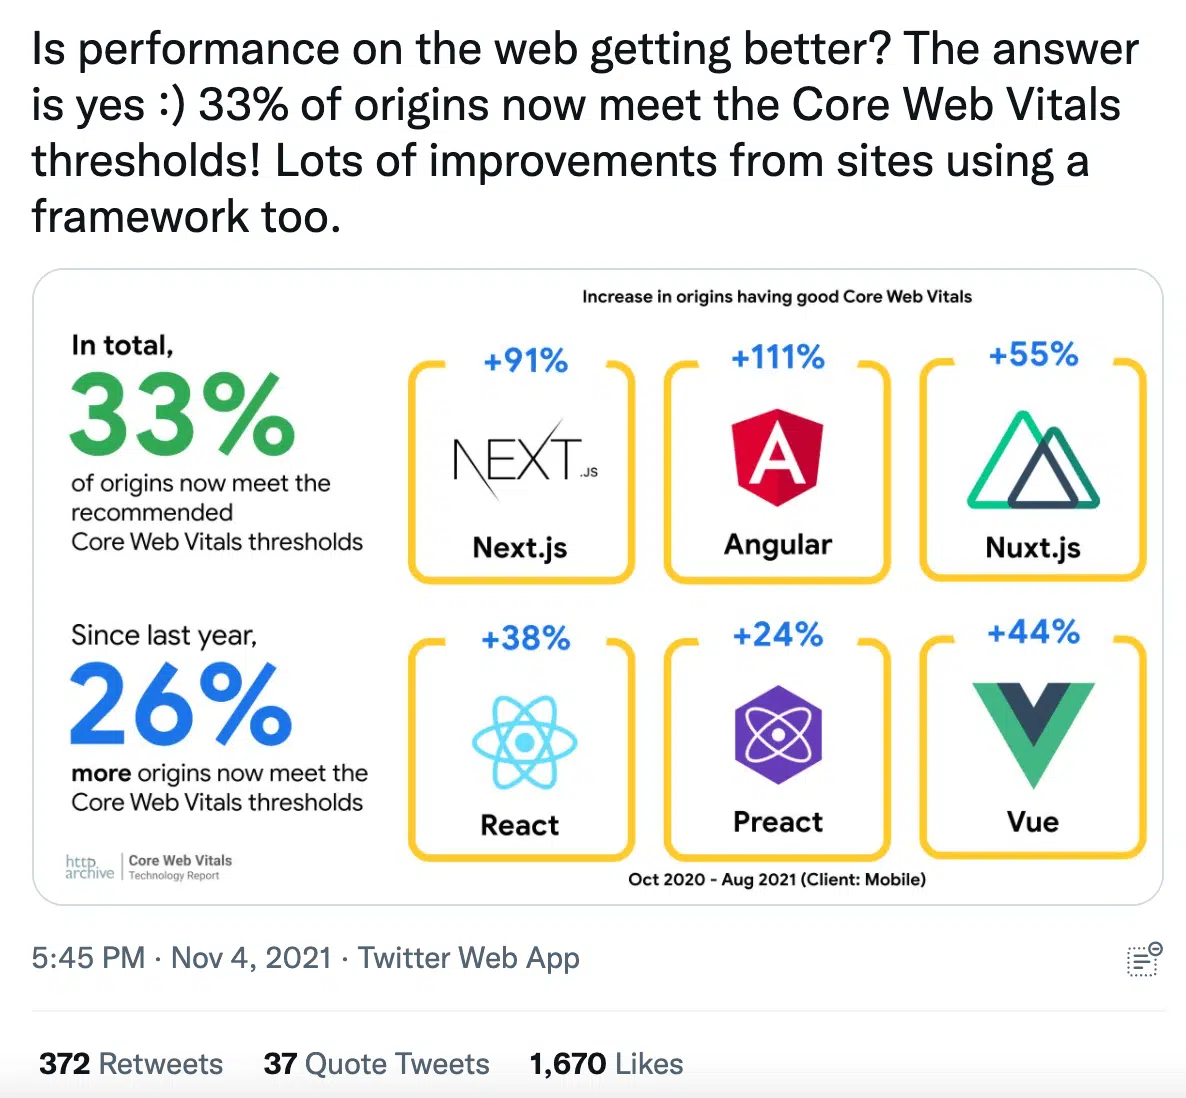 Is performance on the web getting better? The answer
is yes :) 33% of origins now meet the Core Web Vitals
thresholds! Lots of improvements from sites using a
framework too.
Increase in origins having good Core Web Vitals
In total,
33%
of origins now meet the
recommended
Core Web Vitals thresholds
Since last year,
26%
more origins now meet the
Core Web Vitals thresholds
http archive
Core Web Vitals
Technology Report
+91%
NEXT.JS
Next.js
+111%
A
Angular
+55%
Nuxt.js
+38%
React
+24%
Preact
+44%
Vue
Oct 2020 - Aug 2021 (Client: Mobile)
5:45 PM · Nov 4, 2021 · Twitter Web App
372 Retweets 37 Quote Tweets 1,670 Likes